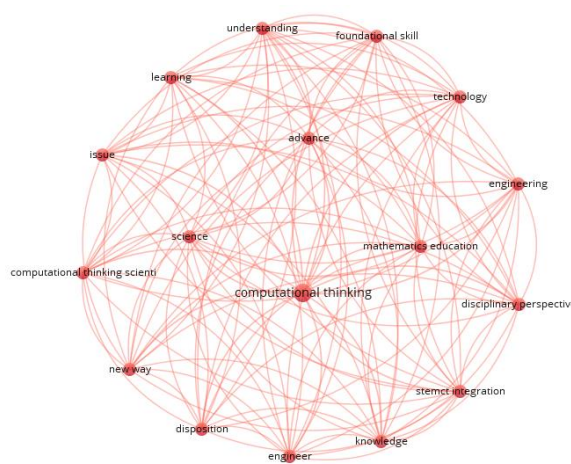 understanding
foundational skill
learning
technology
advance
issue
engineering
science
mathematics education
computational thinking scienti
computational thinking
disciplinary perspective
new way
stemct integration
disposition
knowledge
engineer